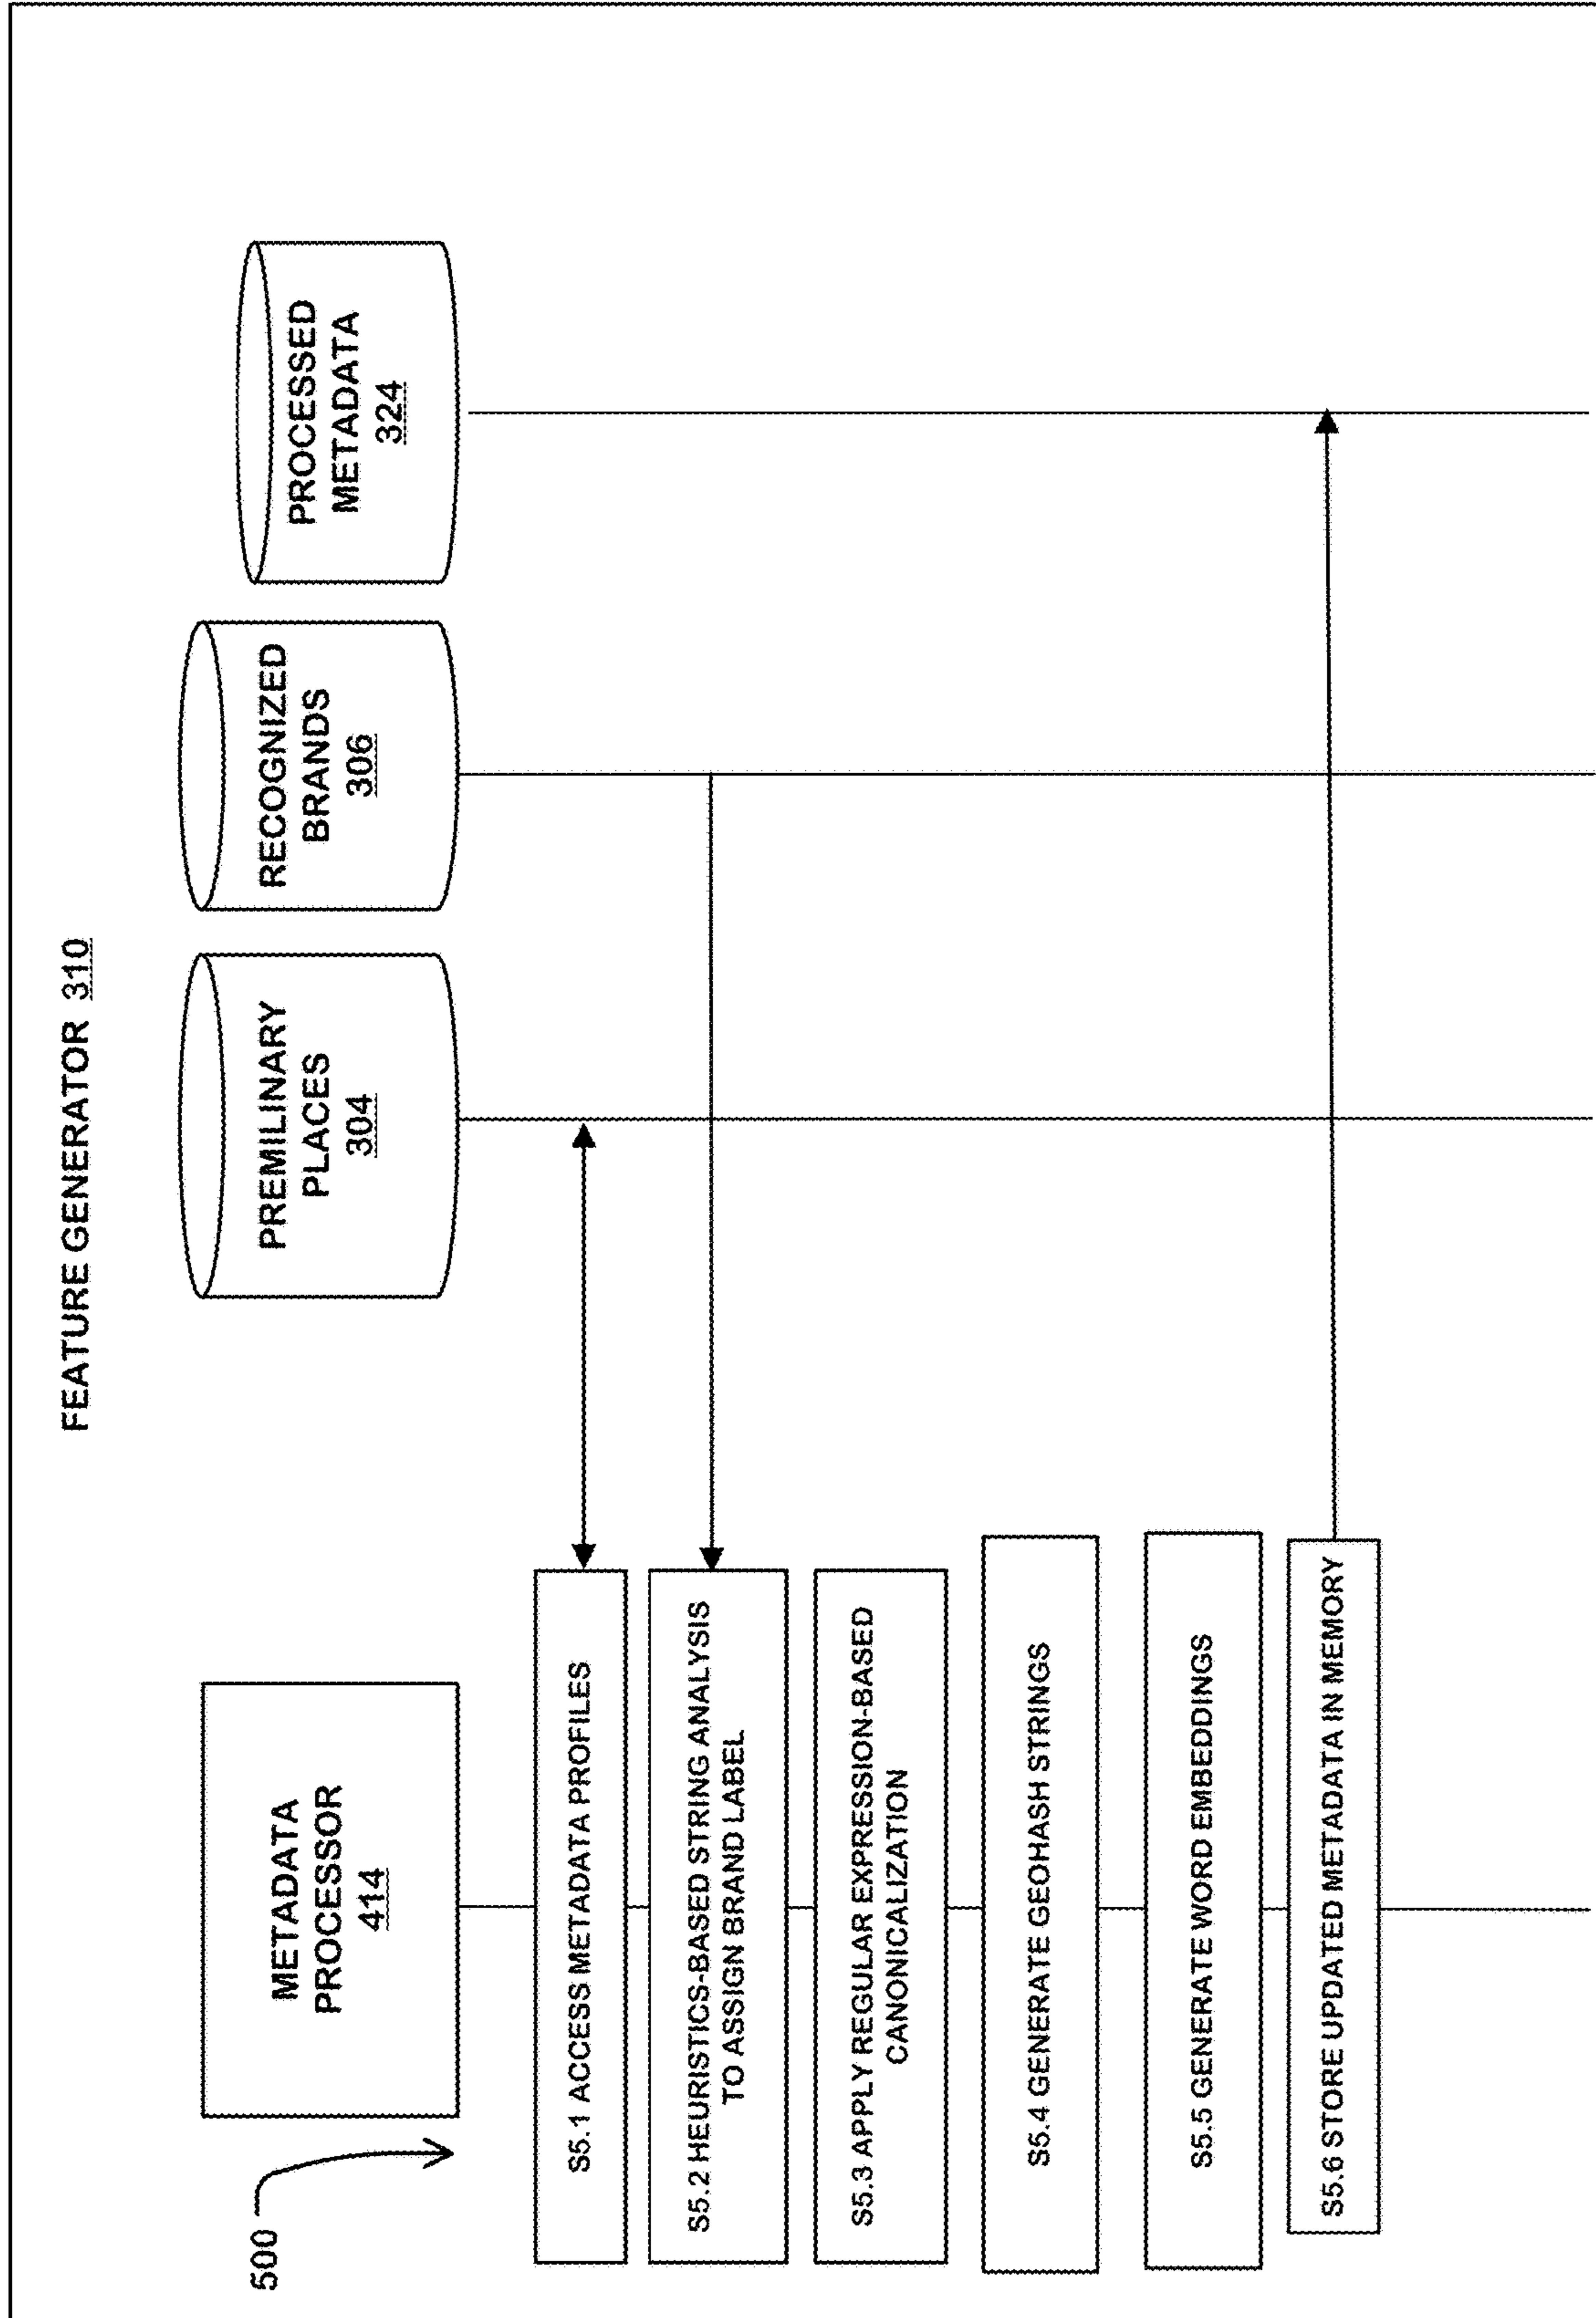 FEATURE GENERATOR 310
METADATA
PROCESSOR
414
PREMILINARY
PLACES
304
RECOGNIZED
BRANDS
306
PROCESSED
METADATA
324
500
S5.1 ACCESS METADATA PROFILES
S5.2 HEURISTICS-BASED STRING ANALYSIS
TO ASSIGN BRAND LABEL
S5.3 APPLY REGULAR EXPRESSION-BASED
CANONICALIZATION
S5.4 GENERATE GEOHASH STRINGS
S5.5 GENERATE WORD EMBEDDINGS
S5.6 STORE UPDATED METADATA IN MEMORY